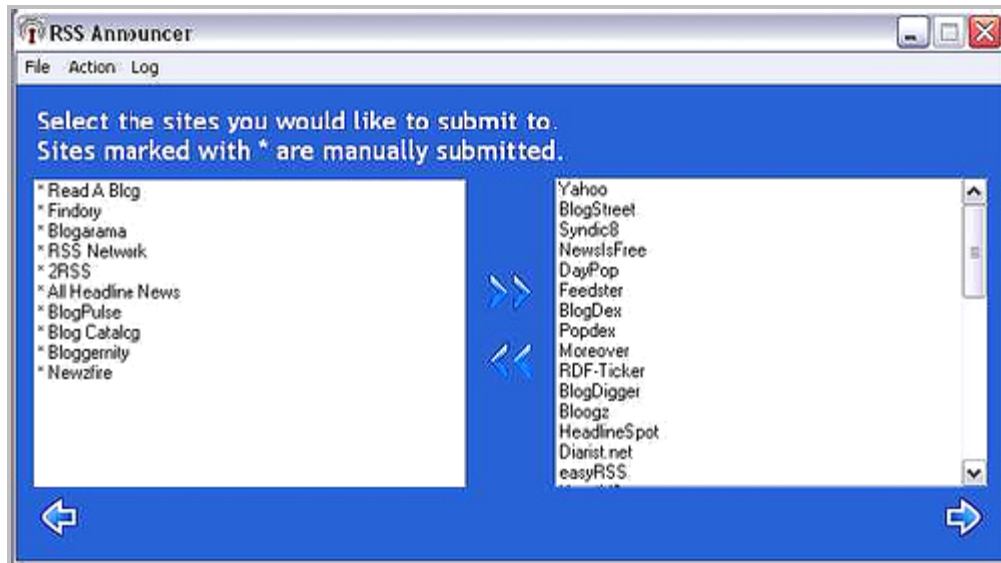 RSS Announcer
File Action Log
Select the sites you would like to submit to.
Sites marked with * are manually submitted.
* Read A Blog
* Findory
* Blogarama
* RSS Network
* 2RSS
* All Headline News
* BlogPulse
* Blog Catalog
* Bloggernity
* Newzfire
Yahoo
BlogStreet
Syndic8
NewsIsFree
DayPop
Feedster
BlogDex
Popdex
Moreover
RDF-Ticker
BlogDigger
Bloogz
HeadlineSpot
Diarist.net
easyRSS